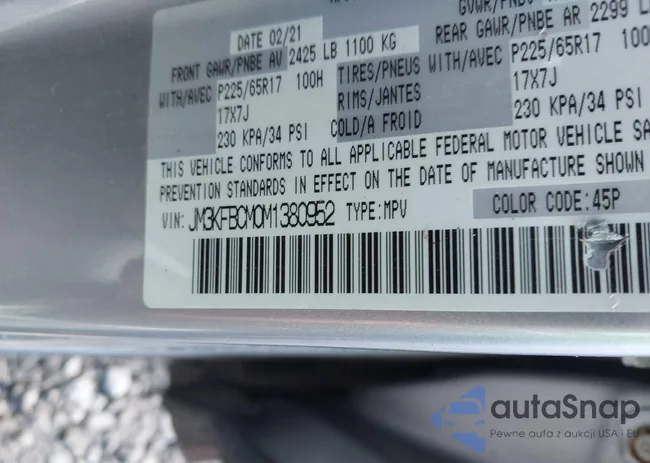 GVWR/PNBV
DATE 02/21
FRONT GAWR/PNBE AV 2425 LB 1100 KG
REAR GAWR/PNBE AR 2299 L
WITH/AVEC P225/65R17 100H TIRES/PNEUS WITH/AVEC P225/65R17 100
17X7J RIMS/JANTES 17X7J
230 KPA/34 PSI COLD/A FROID 230 KPA/34 PSI
THIS VEHICLE CONFORMS TO ALL APPLICABLE FEDERAL MOTOR VEHICLE SA
PREVENTION STANDARDS IN EFFECT ON THE DATE OF MANUFACTURE SHOWN
VIN: JM3KFBCM0M1380952 TYPE:MPV COLOR CODE:45P
autaSnap
Pewne auta z aukcji USA i EU